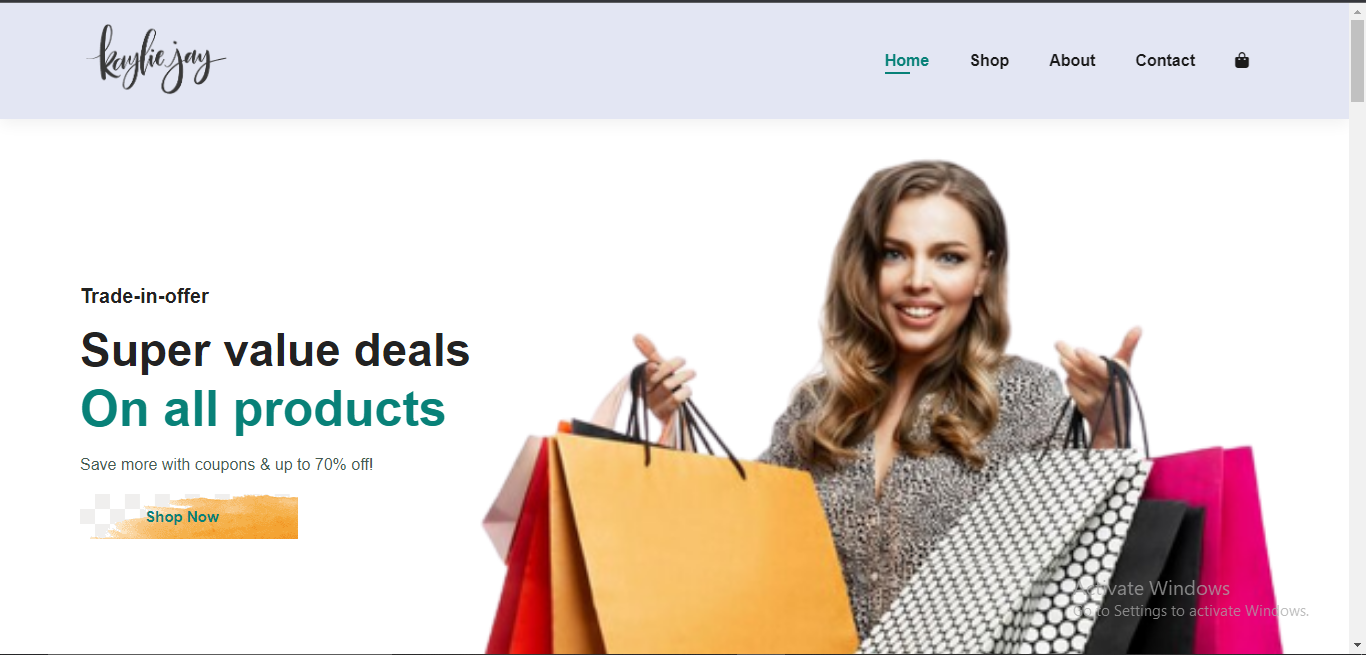 kaylie jay
Home Shop About Contact
Trade-in-offer
Super value deals
On all products
Save more with coupons & up to 70% off!
Shop Now
Activate Windows
Go to Settings to activate Windows.